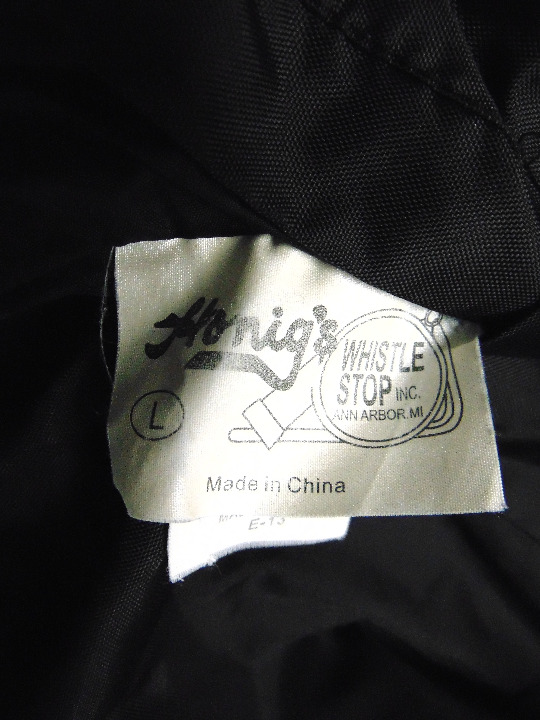 Honig's
WHISTLE
STOP INC.
ANN ARBOR.MI
L
Made in China
E-13